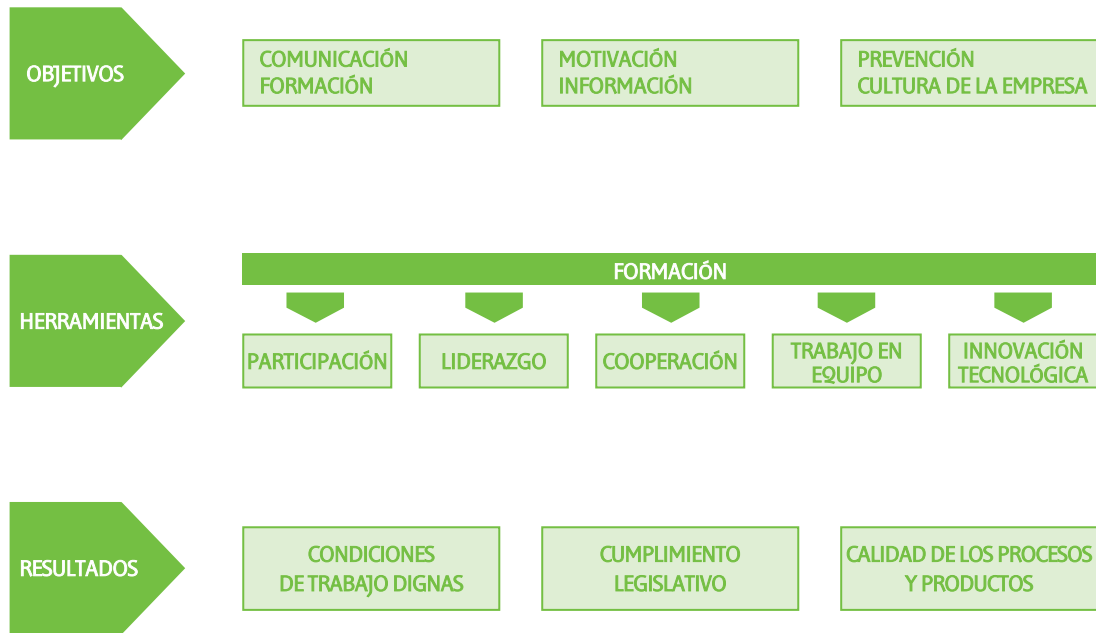 OBJETIVOS
COMUNICACIÓN
FORMACIÓN
MOTIVACIÓN
INFORMACIÓN
PREVENCIÓN
CULTURA DE LA EMPRESA
HERRAMIENTAS
FORMACIÓN
PARTICIPACIÓN
LIDERAZGO
COOPERACIÓN
TRABAJO EN
EQUIPO
INNOVACIÓN
TECNOLÓGICA
RESULTADOS
CONDICIONES
DE TRABAJO DIGNAS
CUMPLIMIENTO
LEGISLATIVO
CALIDAD DE LOS PROCESOS
Y PRODUCTOS